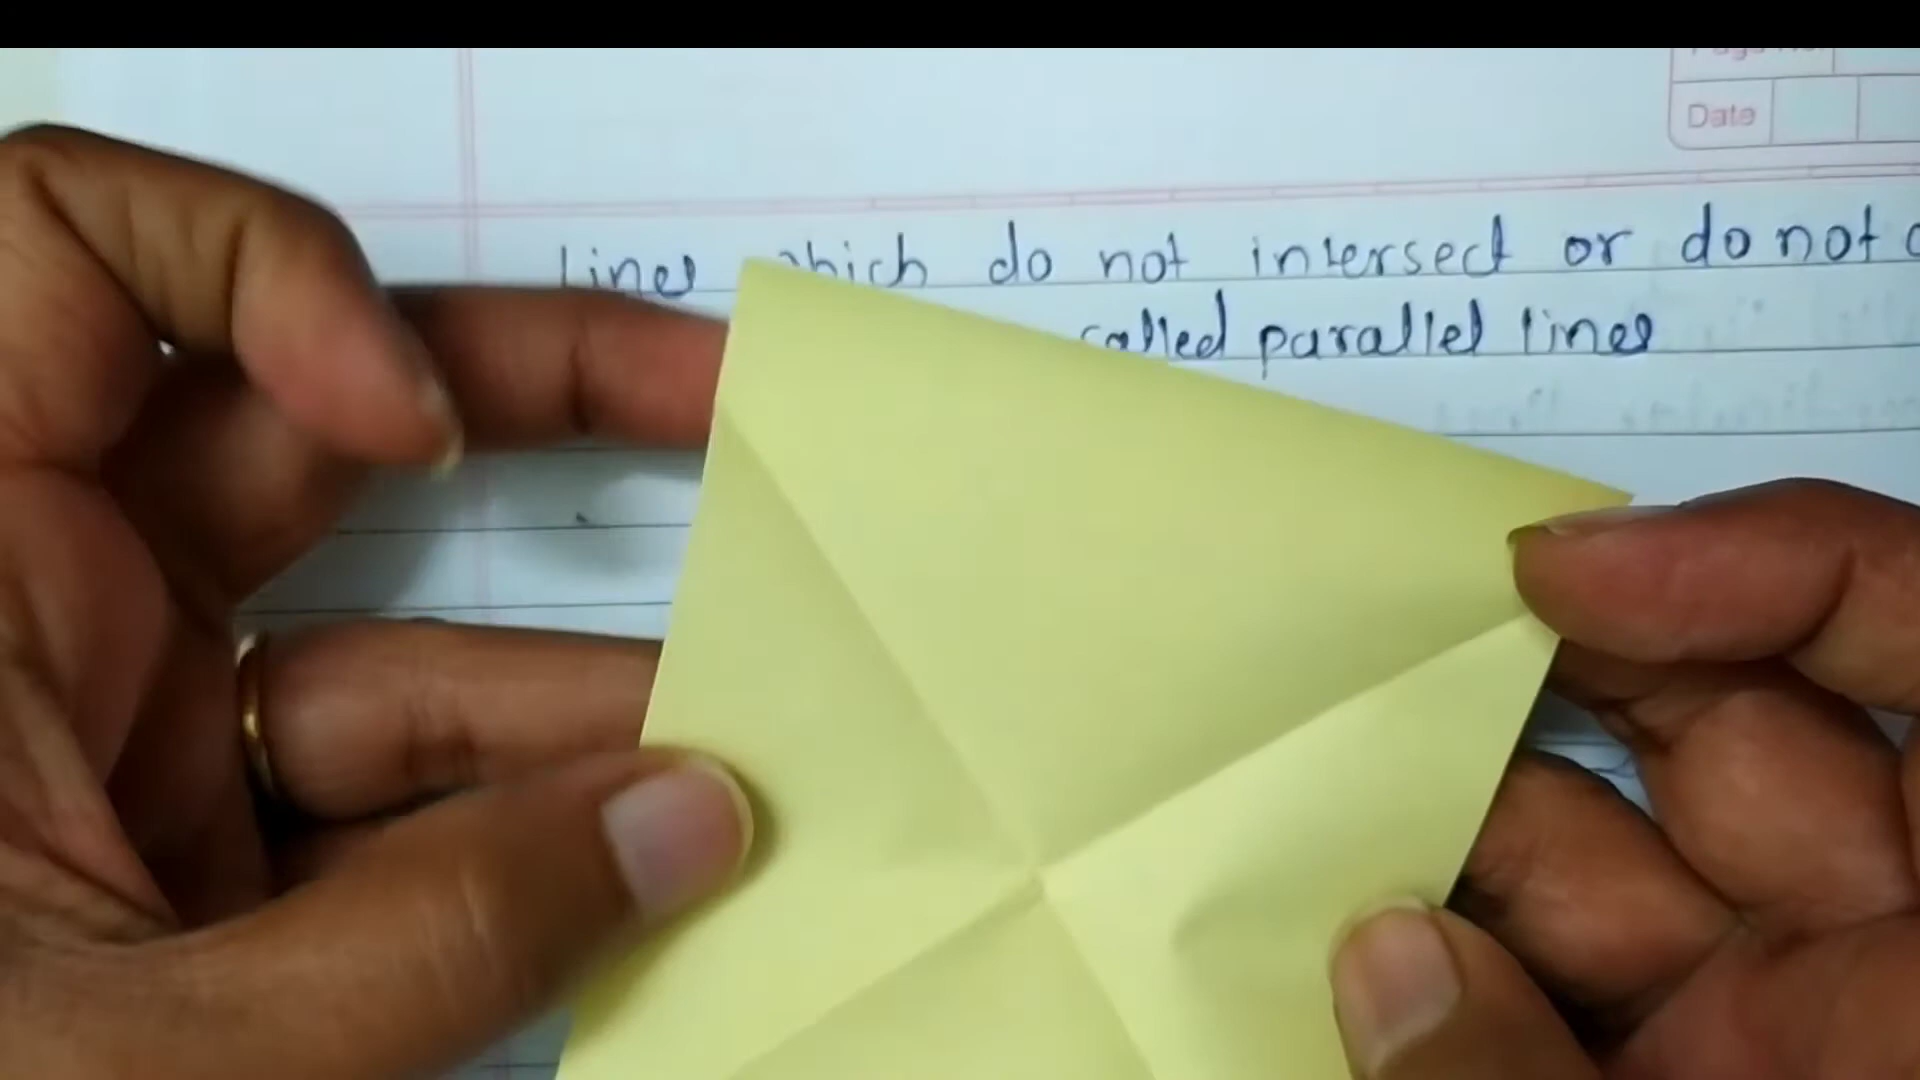 Date
lines which do not intersect or do not
called parallel lines